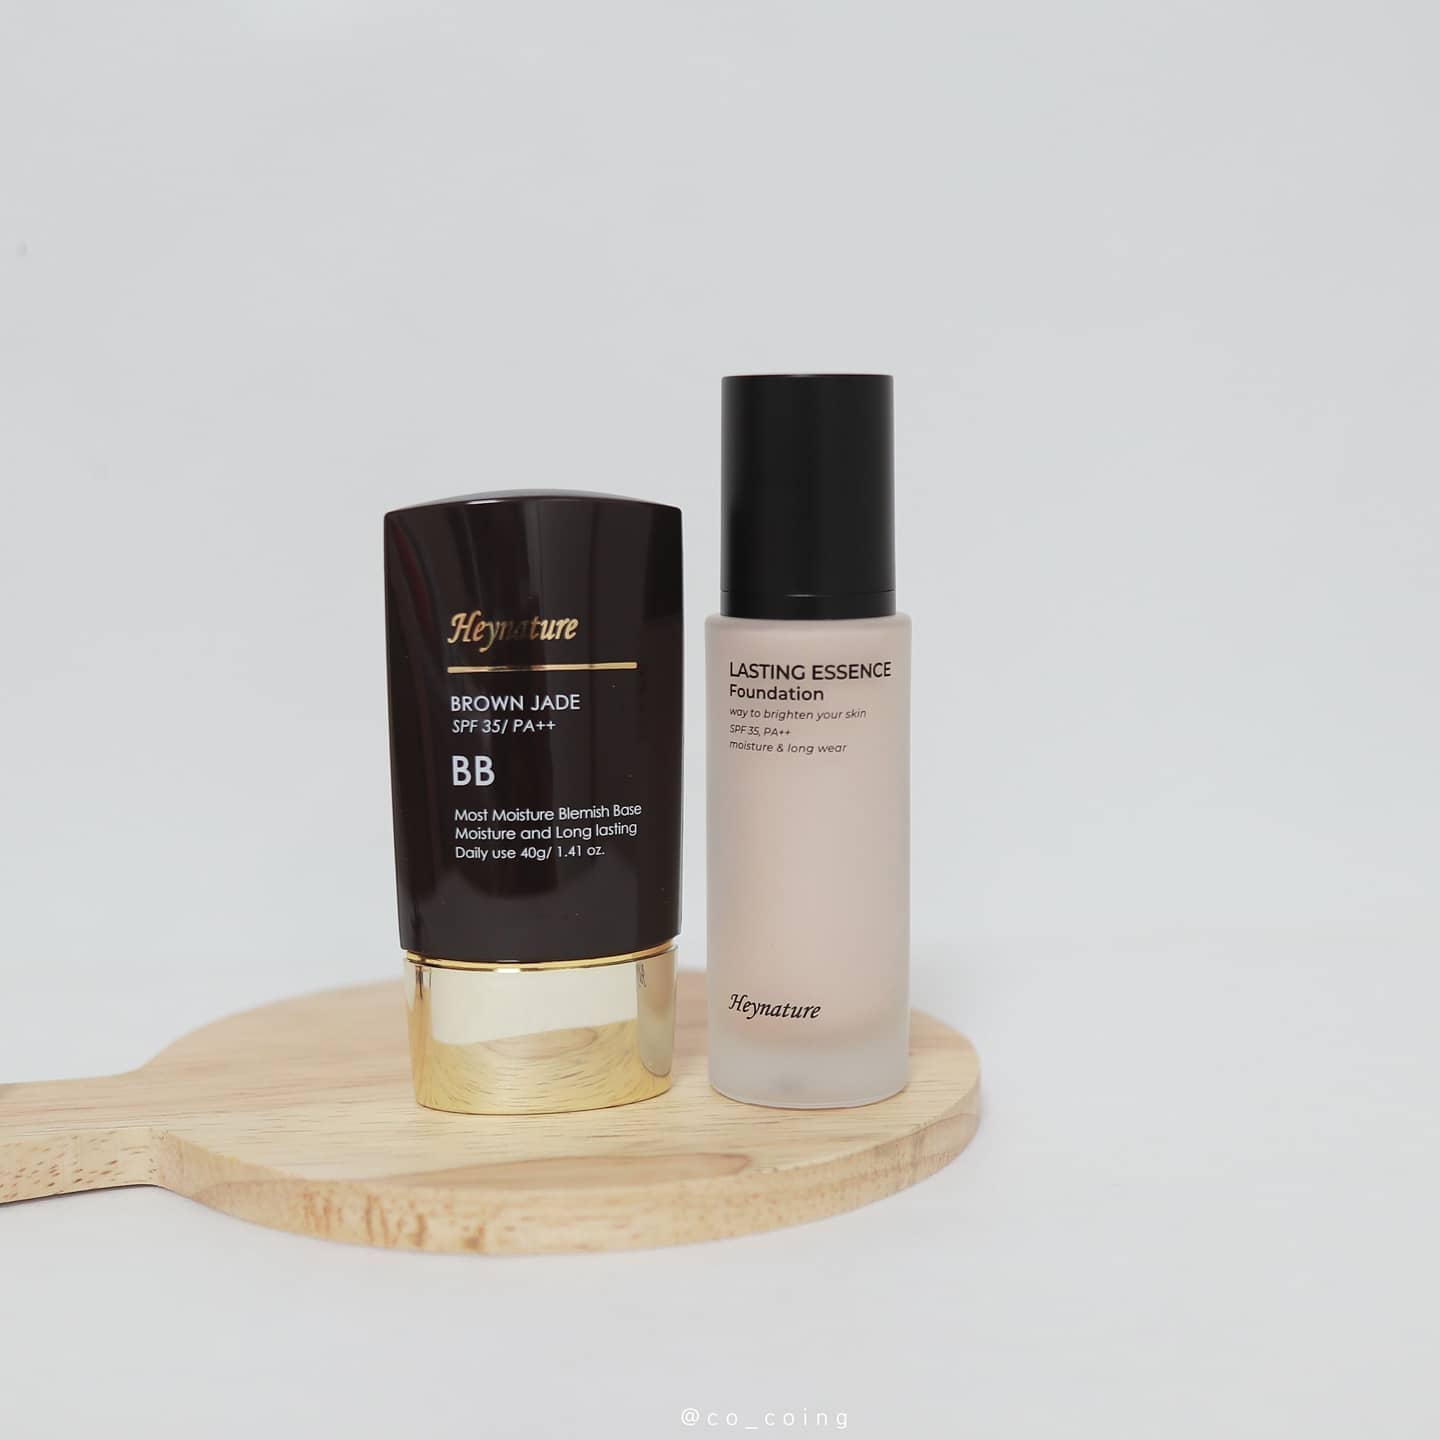 Heynature
BROWN JADE
SPF 35/ PA++
BB
Most Moisture Blemish Base
Moisture and Long lasting
Daily use 40g/ 1.41 oz.
LASTING ESSENCE
Foundation
way to brighten your skin
SPF 35, PA++
moisture & long wear
Heynature
@co_coing